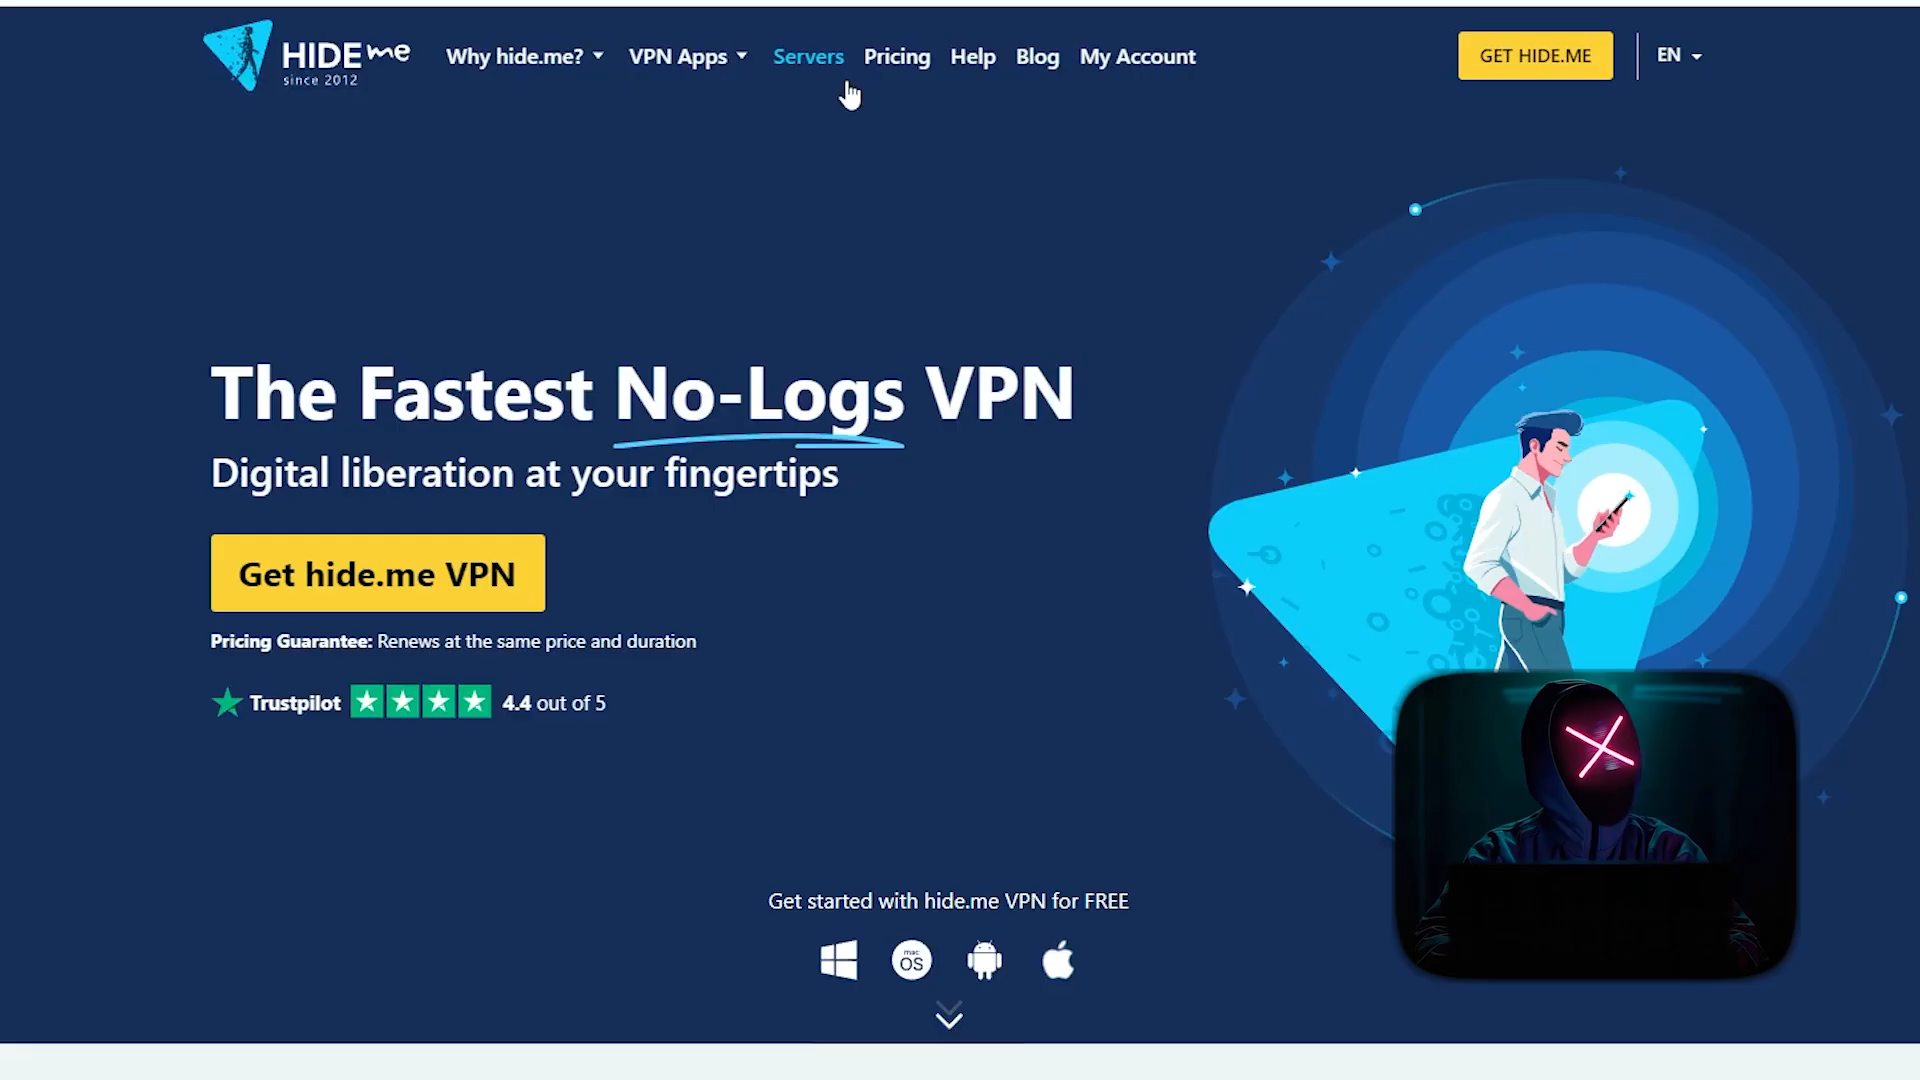 HIDE me
since 2012
Why hide.me? VPN Apps Servers Pricing Help Blog My Account
GET HIDE.ME
EN
The Fastest No-Logs VPN
Digital liberation at your fingertips
Get hide.me VPN
Pricing Guarantee: Renews at the same price and duration
Trustpilot 4.4 out of 5
Get started with hide.me VPN for FREE
mac OS